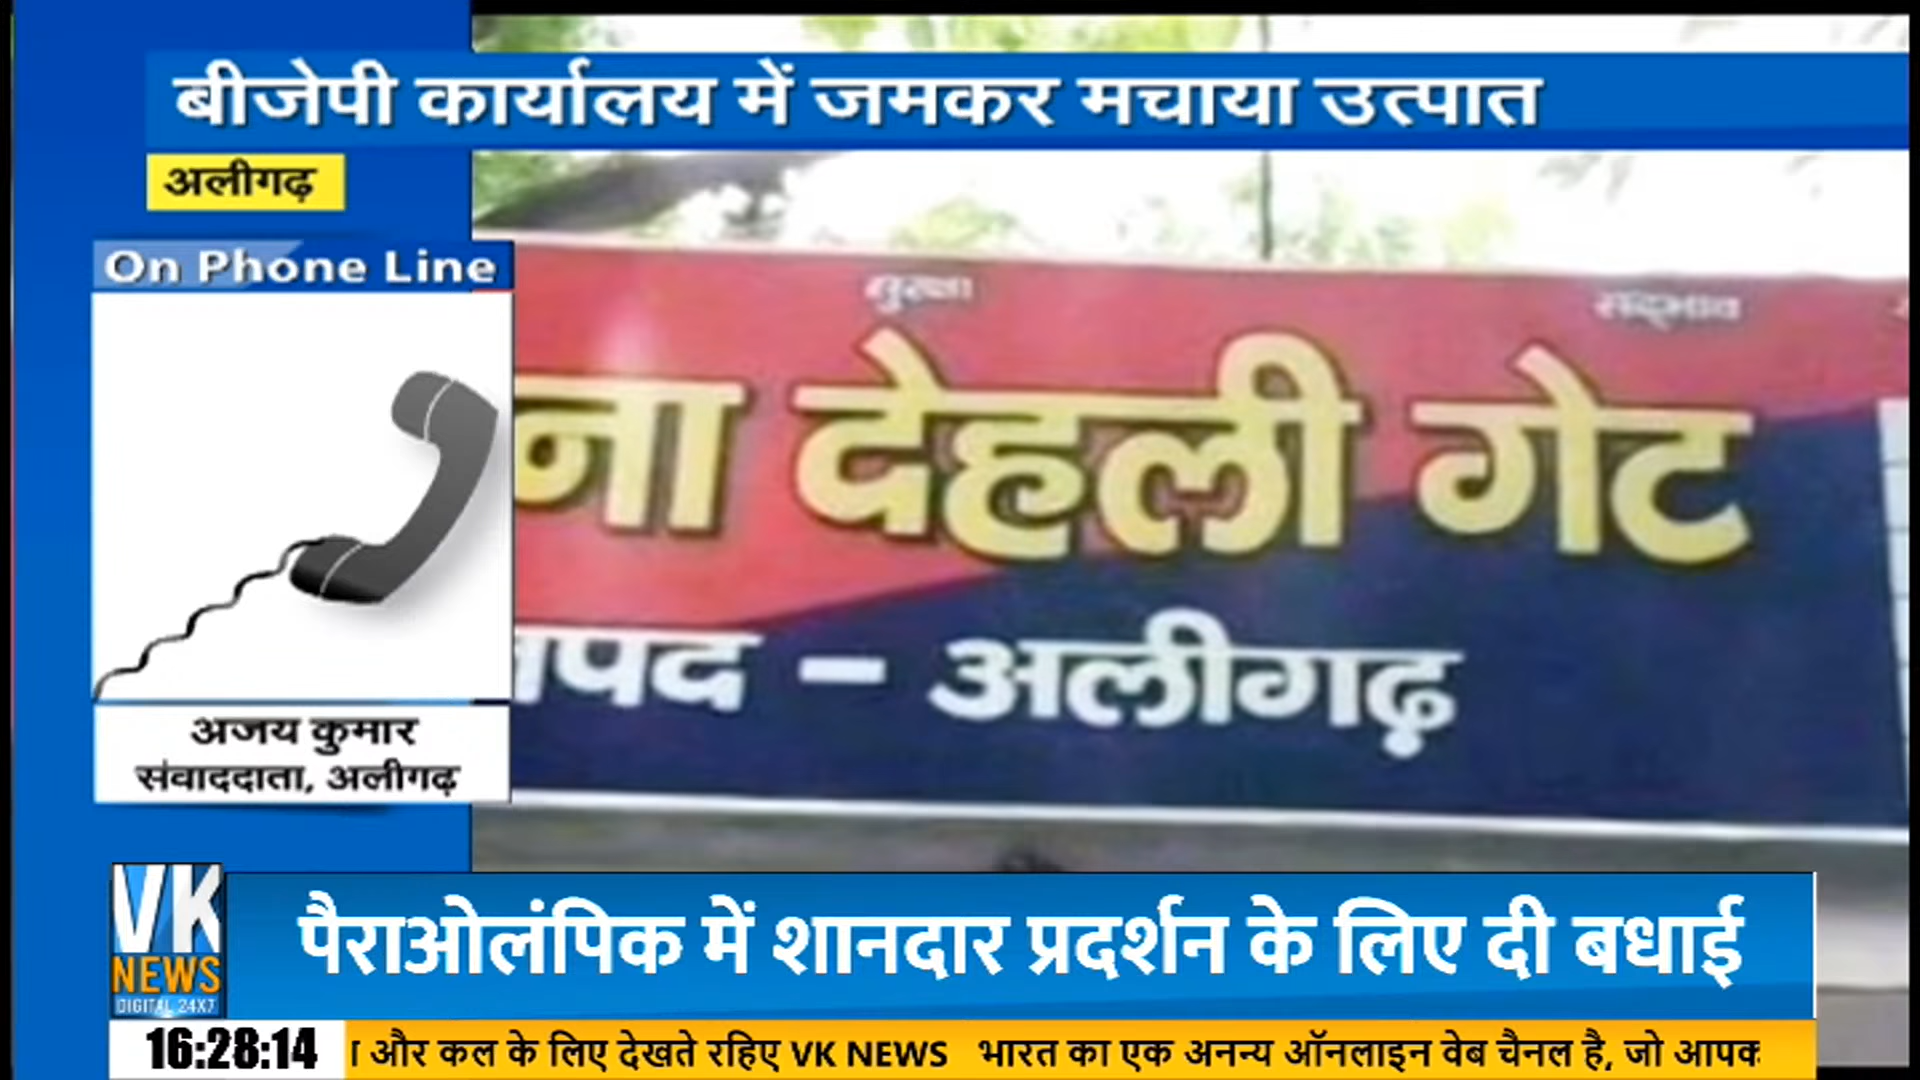 बीजेपी कार्यालय में जमकर मचाया उत्पात
अलीगढ़
On Phone Line
सुरक्षा
सद्भाव
ना देहली गेट
पद - अलीगढ़
अजय कुमार
संवाददाता, अलीगढ़
VK
NEWS
DIGITAL 24X7
पैराओलंपिक में शानदार प्रदर्शन के लिए दी बधाई
16:28:14
और कल के लिए देखते रहिए VK NEWS भारत का एक अनन्य ऑनलाइन वेब चैनल है, जो आपक